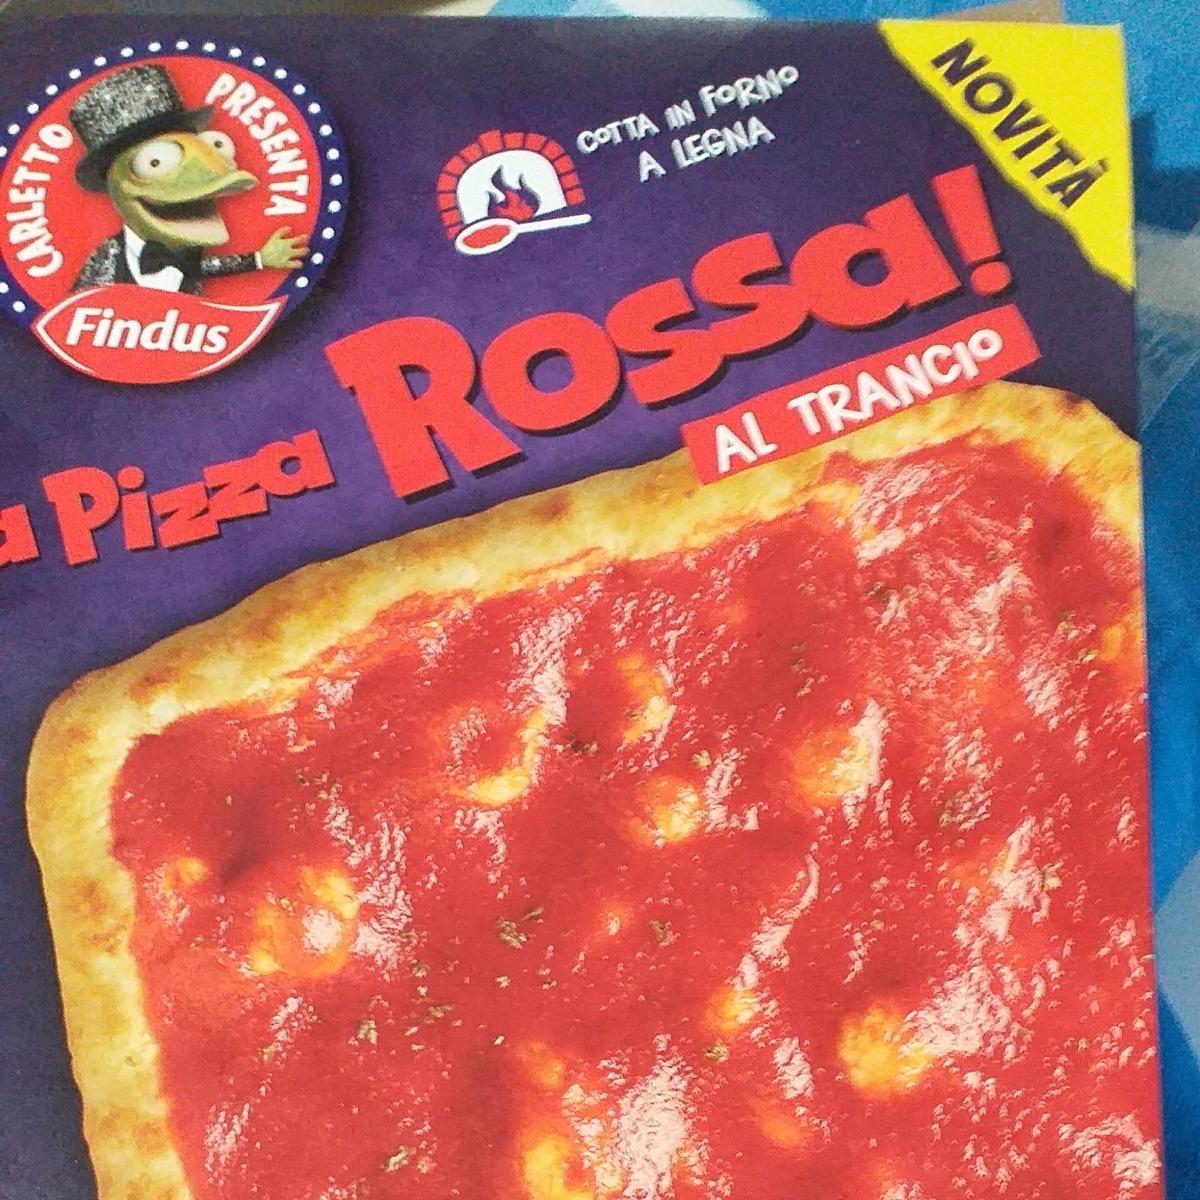 CARLETTO PRESENTA
Findus
COTTA IN FORNO
A LEGNA
NOVITÀ
a Pizza Rossa!
AL TRANCIO